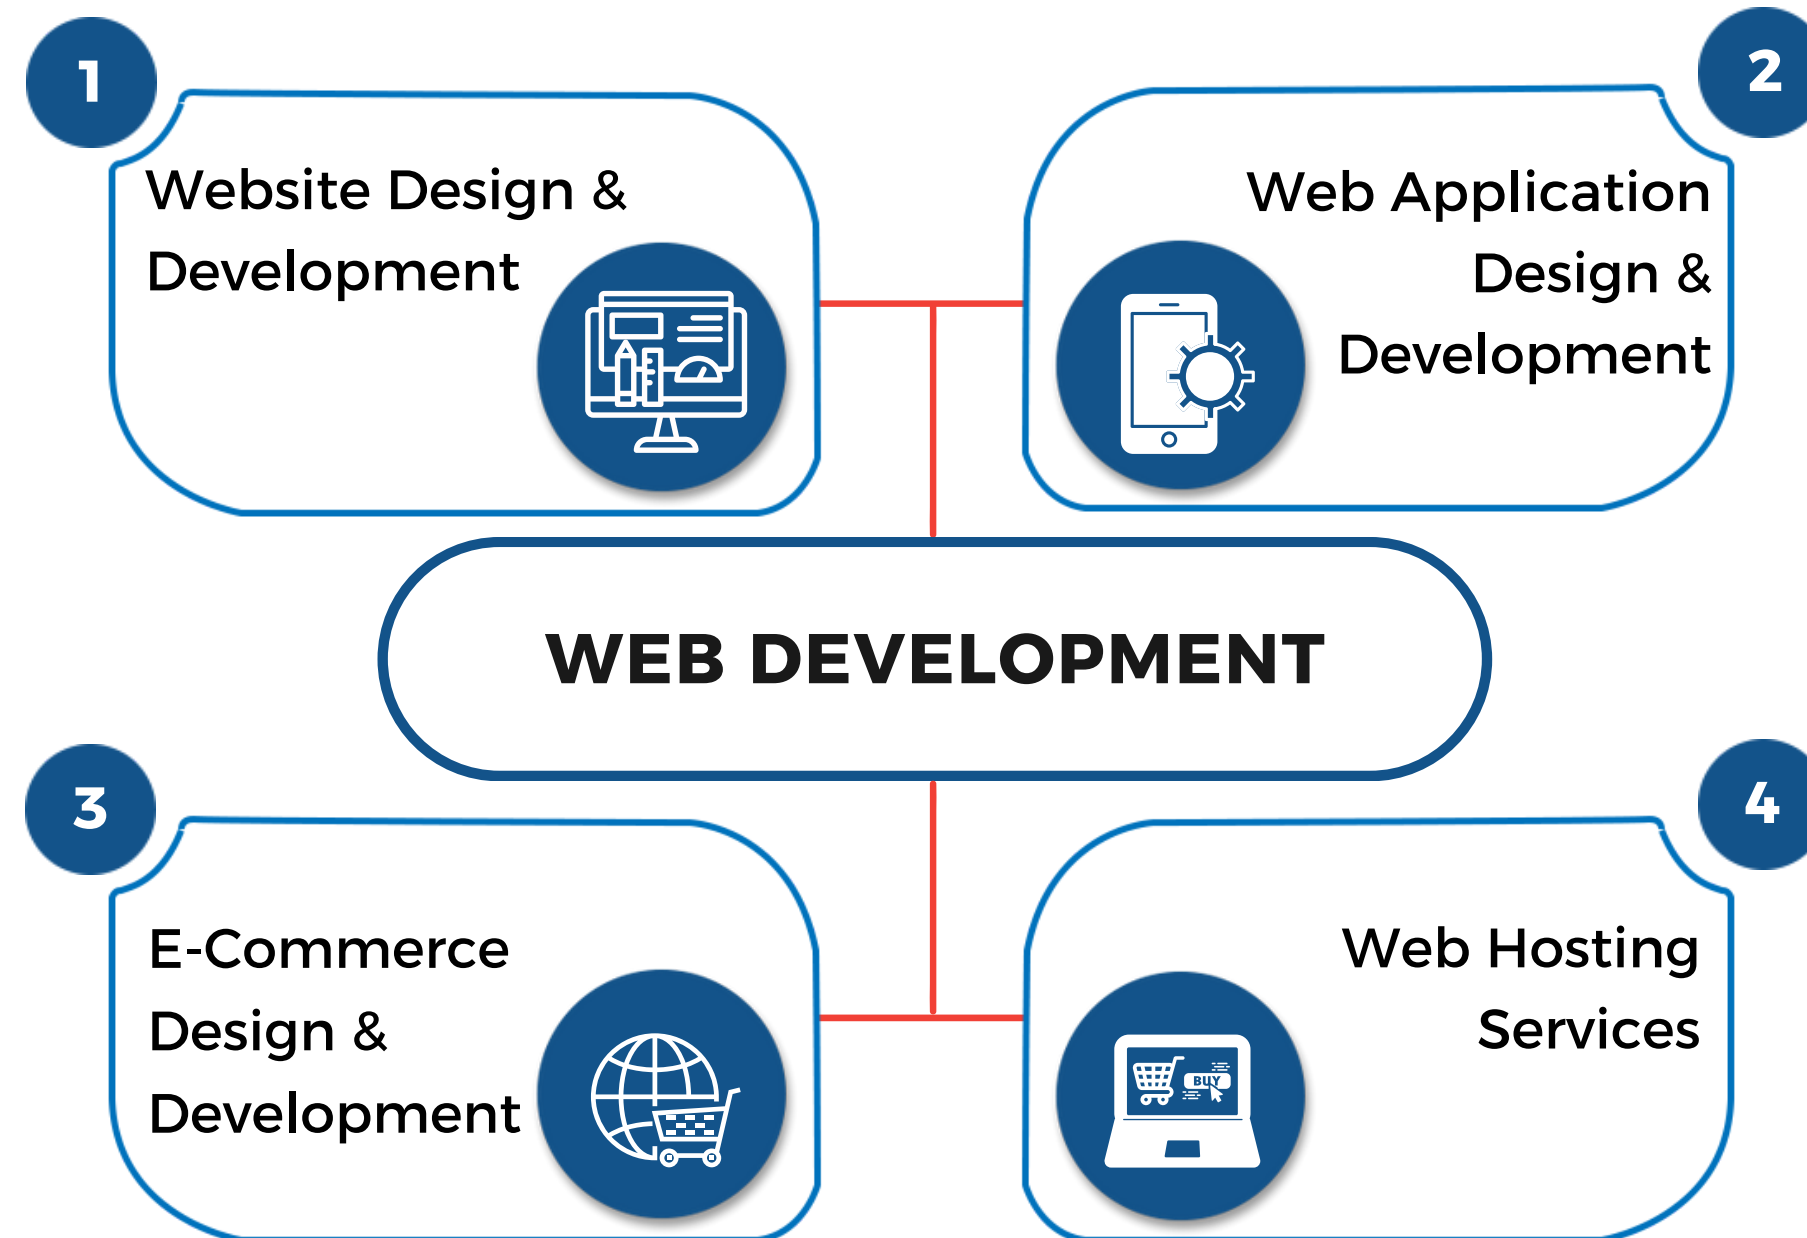 1
Website Design &
Development
2
Web Application
Design &
Development
WEB DEVELOPMENT
3
E-Commerce
Design &
Development
4
Web Hosting
Services
BUY